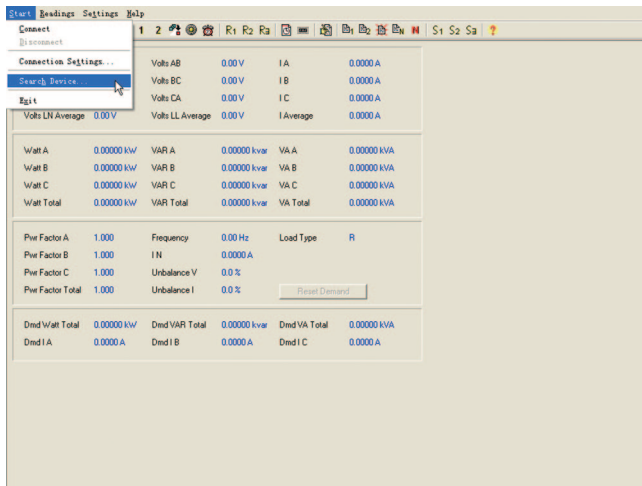 Start Readings Settings Help
Connect
Disconnect
Connection Settings...
Search Device...
Exit
1 2 R1 R2 R3 B1 B2 BN N S1 S2 S3 ?
Volts AB 0.00 V I A 0.0000 A
Volts BC 0.00 V I B 0.0000 A
Volts CA 0.00 V I C 0.0000 A
Volts LN Average 0.00 V Volts LL Average 0.00 V I Average 0.0000 A
Watt A 0.00000 kW VAR A 0.00000 kvar VA A 0.00000 kVA
Watt B 0.00000 kW VAR B 0.00000 kvar VA B 0.00000 kVA
Watt C 0.00000 kW VAR C 0.00000 kvar VA C 0.00000 kVA
Watt Total 0.00000 kW VAR Total 0.00000 kvar VA Total 0.00000 kVA
Pwr Factor A 1.000 Frequency 0.00 Hz Load Type R
Pwr Factor B 1.000 I N 0.0000 A
Pwr Factor C 1.000 Unbalance V 0.0 %
Pwr Factor Total 1.000 Unbalance I 0.0 % Reset Demand
Dmd Watt Total 0.00000 kW Dmd VAR Total 0.00000 kvar Dmd VA Total 0.00000 kVA
Dmd I A 0.0000 A Dmd I B 0.0000 A Dmd I C 0.0000 A